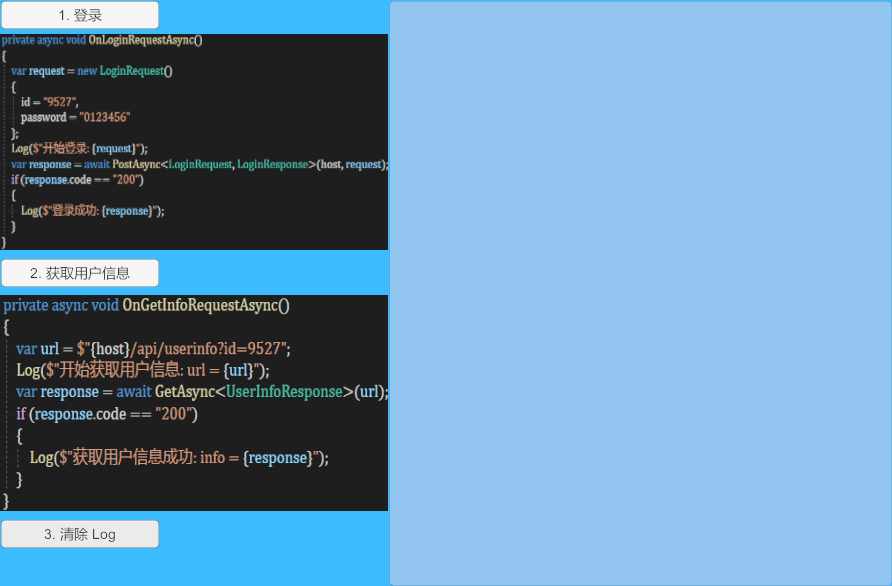 1. 登录
private async void OnLoginRequestAsync()
{
var request = new LoginRequest()
{
id = "9527",
password = "0123456"
};
Log($"开始登录: {request}");
var response = await PostAsync<LoginRequest, LoginResponse>(host, request);
if (response.code == "200")
{
Log($"登录成功: {response}");
}
}
2. 获取用户信息
private async void OnGetInfoRequestAsync()
{
var url = $"{host}/api/userinfo?id=9527";
Log($"开始获取用户信息: url = {url}");
var response = await GetAsync<UserInfoResponse>(url);
if (response.code == "200")
{
Log($"获取用户信息成功: info = {response}");
}
}
3. 清除 Log